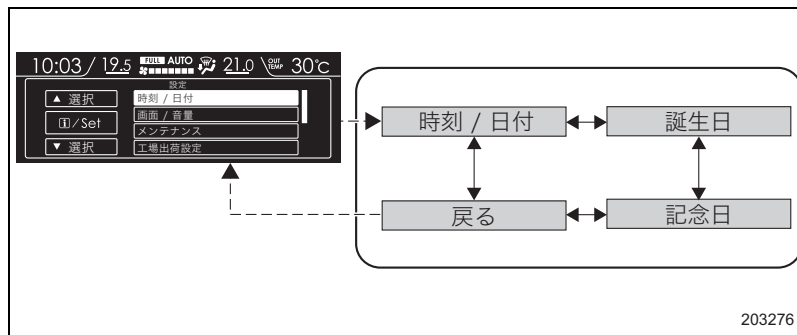 10:03 / 19.5 FULL AUTO 21.0 OUT TEMP 30℃
設定
▲ 選択
時刻 / 日付
画面 / 音量
i/Set
メンテナンス
▼ 選択
工場出荷設定
時刻 / 日付
誕生日
戻る
記念日
203276